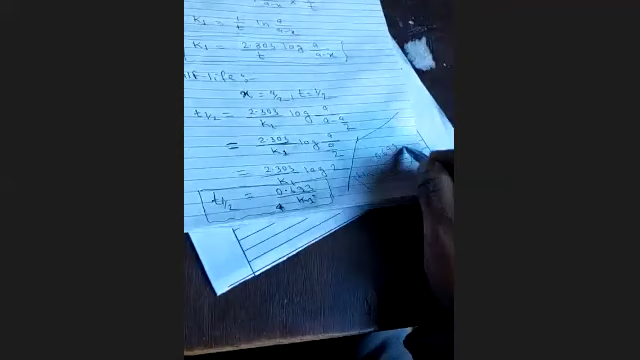 K₁ = 1/t ln a/a-x
K₁ = 2.303/t log a/a-x
Half-life :-
x = a/2, t = 1/2
t1/2 = 2.303/K₁ log a/a-a/2
= 2.303/K₁ log a/a/2
= 2.303/K₁ log 2
t1/2 = 0.693/K₁